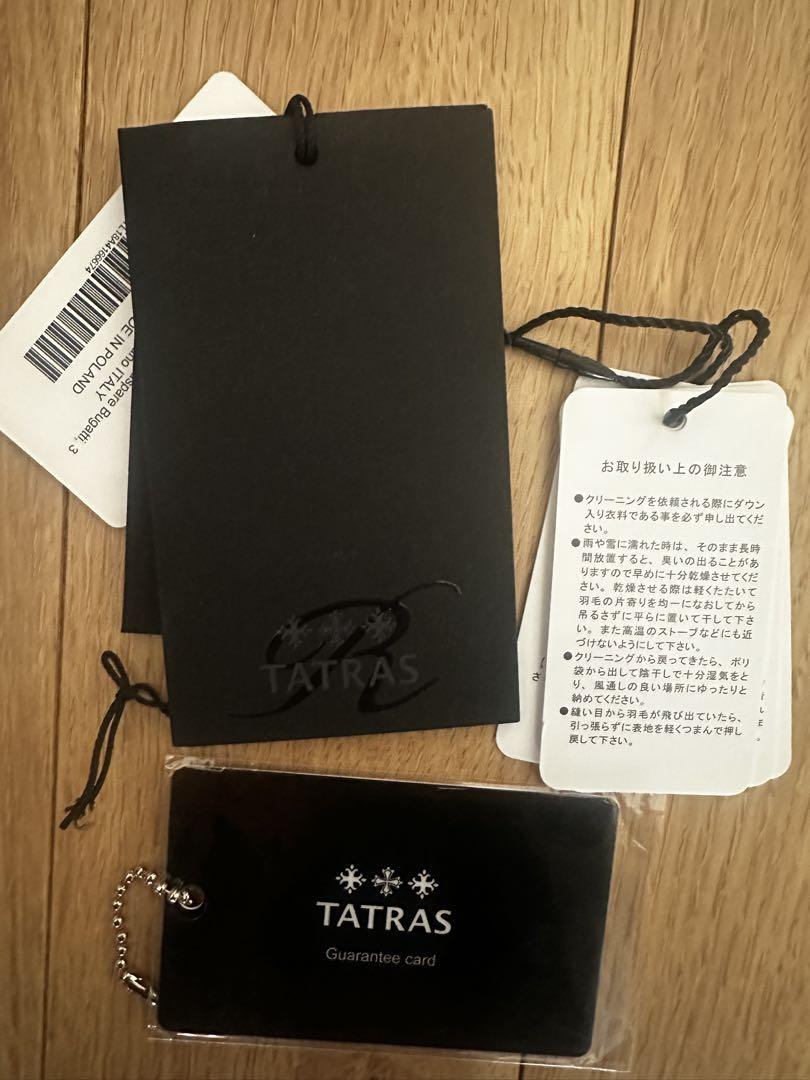 TATRAS
R
L18A4166674
Bugatti, 3
ITALY
IN POLAND
お取り扱い上の御注意
●クリーニングを依頼される際にダウン
入り衣料である事を必ず申し出てくだ
さい。
●雨や雪に濡れた時は、そのまま長時
間放置すると、臭いの出ることがあ
りますので早めに十分乾燥させてくだ
さい。乾燥させる際は軽くたたいて
羽毛の片寄りを均一になおしてから
吊るさずに平らに置いて干して下さ
い。また高温のストーブなどにも近
づけないようにして下さい。
●クリーニングから戻ってきたら、ポリ
袋から出して陰干しで十分湿気をと
り、風通しの良い場所にゆったりと
納めてください。
●縫い目から羽毛が飛び出ていたら、
引っ張らずに表地を軽くつまんで押し
戻して下さい。
TATRAS
Guarantee card